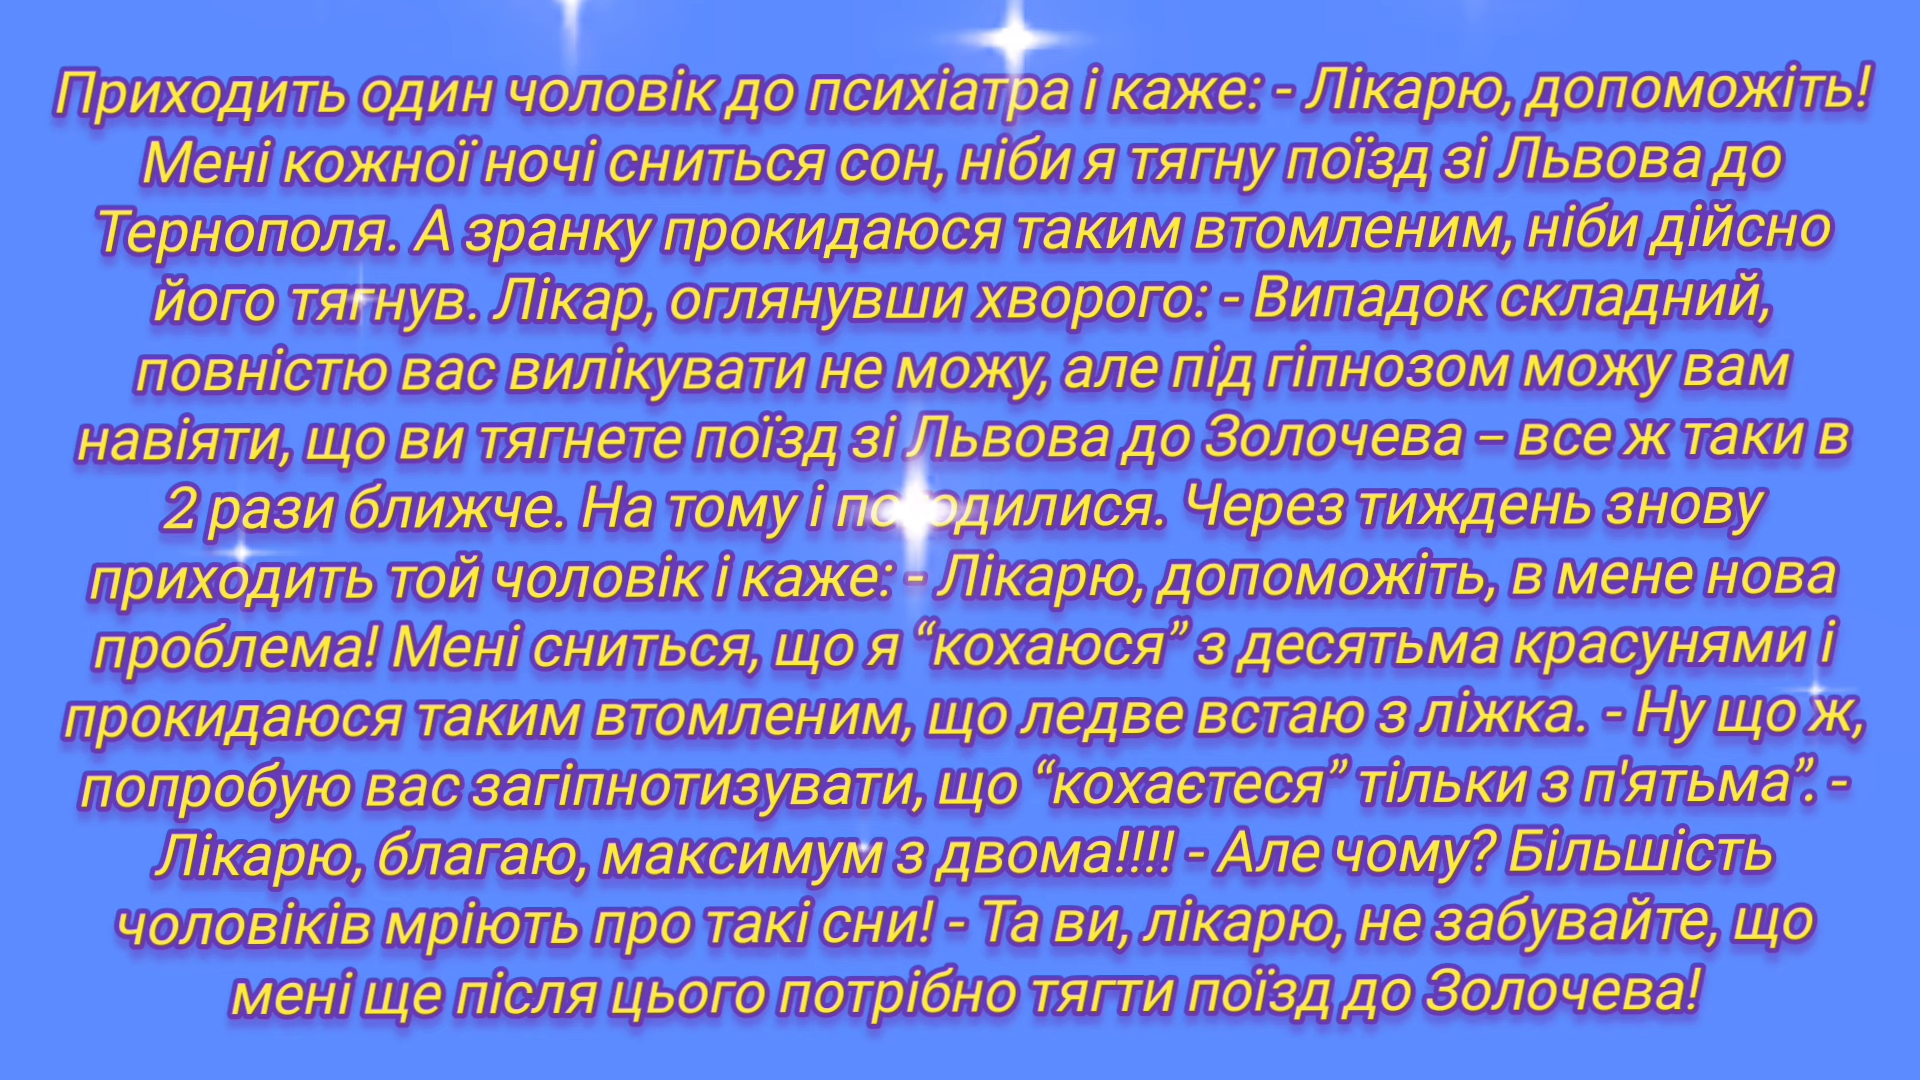 Приходить один чоловік до психіатра і каже: - Лікарю, допоможіть!
Мені кожної ночі сниться сон, ніби я тягну поїзд зі Львова до
Тернополя. А зранку прокидаюся таким втомленим, ніби дійсно
його тягнув. Лікар, оглянувши хворого: - Випадок складний,
повністю вас вилікувати не можу, але під гіпнозом можу вам
навіяти, що ви тягнете поїзд зі Львова до Золочева – все ж таки в
2 рази ближче. На тому і погодилися. Через тиждень знову
приходить той чоловік і каже: - Лікарю, допоможіть, в мене нова
проблема! Мені сниться, що я “кохаюся” з десятьма красунями і
прокидаюся таким втомленим, що ледве встаю з ліжка. - Ну що ж,
попробую вас загіпнотизувати, що “кохаєтеся” тільки з п'ятьма”. -
Лікарю, благаю, максимум з двома!!!! - Але чому? Більшість
чоловіків мріють про такі сни! - Та ви, лікарю, не забувайте, що
мені ще після цього потрібно тягти поїзд до Золочева!